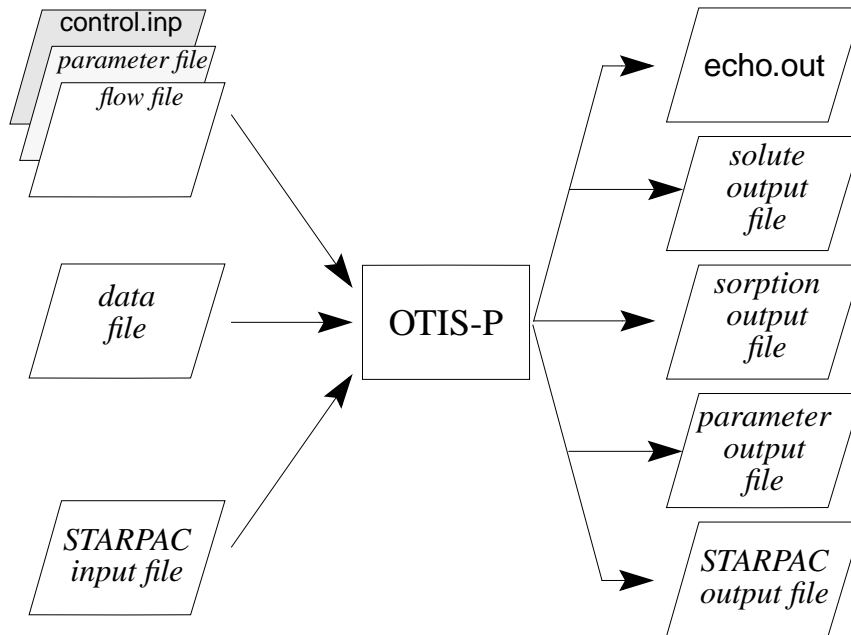 control.inp
parameter file
flow file
data
file
STARPAC
input file
OTIS-P
echo.out
solute
output
file
sorption
output
file
parameter
output
file
STARPAC
output file